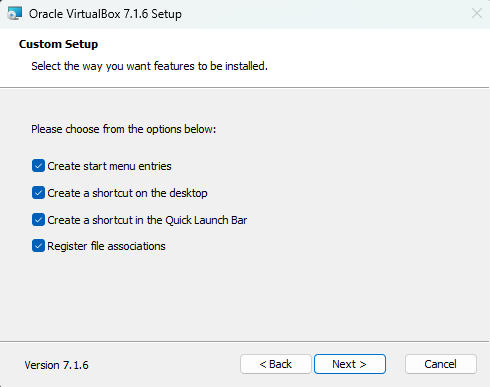 Oracle VirtualBox 7.1.6 Setup
Custom Setup
Select the way you want features to be installed.
Please choose from the options below:
Create start menu entries
Create a shortcut on the desktop
Create a shortcut in the Quick Launch Bar
Register file associations
Version 7.1.6
< Back
Next >
Cancel